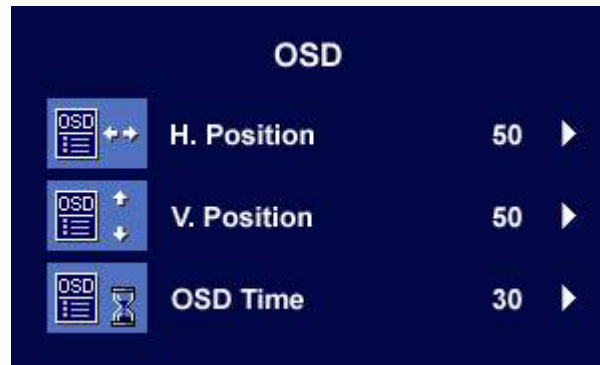 OSD
OSD H. Position 50
OSD V. Position 50
OSD OSD Time 30